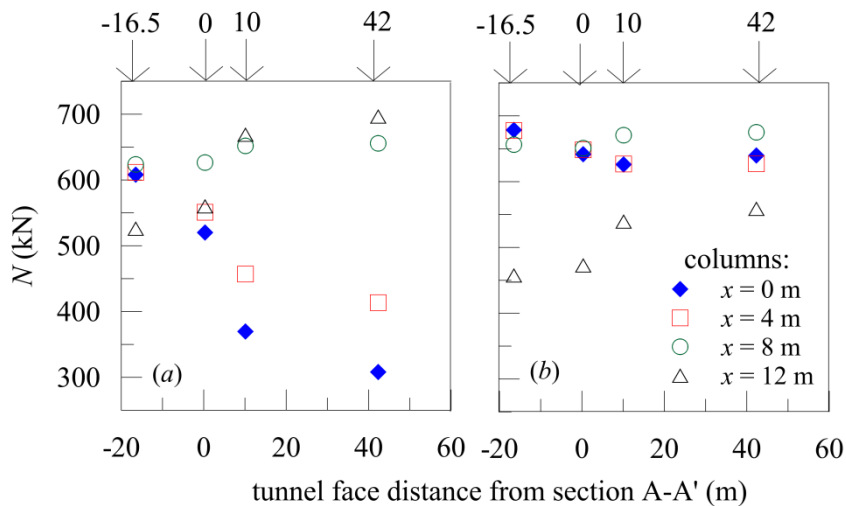 -16.5 0 10 42 -16.5 0 10 42
700
600
500
400
300
N (kN)
(a)
(b)
columns:
x = 0 m
x = 4 m
x = 8 m
x = 12 m
-20 0 20 40 60 -20 0 20 40 60
tunnel face distance from section A-A' (m)